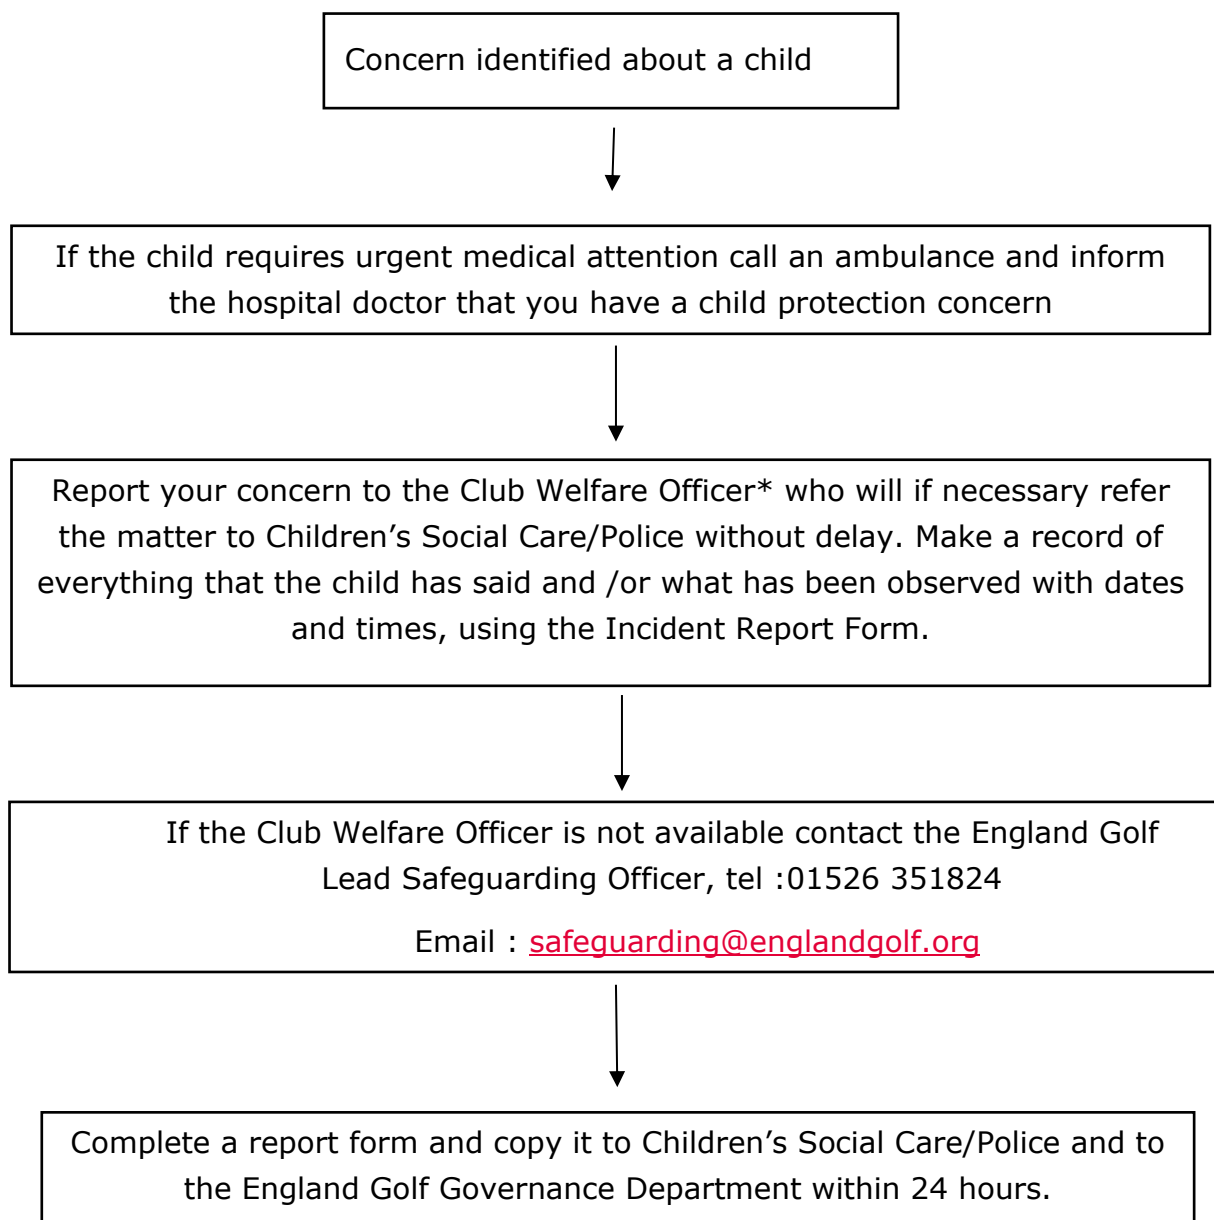 Concern identified about a child
If the child requires urgent medical attention call an ambulance and inform
the hospital doctor that you have a child protection concern
Report your concern to the Club Welfare Officer* who will if necessary refer
the matter to Children’s Social Care/Police without delay. Make a record of
everything that the child has said and /or what has been observed with dates
and times, using the Incident Report Form.
If the Club Welfare Officer is not available contact the England Golf
Lead Safeguarding Officer, tel :01526 351824
Email : safeguarding@englandgolf.org
Complete a report form and copy it to Children’s Social Care/Police and to
the England Golf Governance Department within 24 hours.